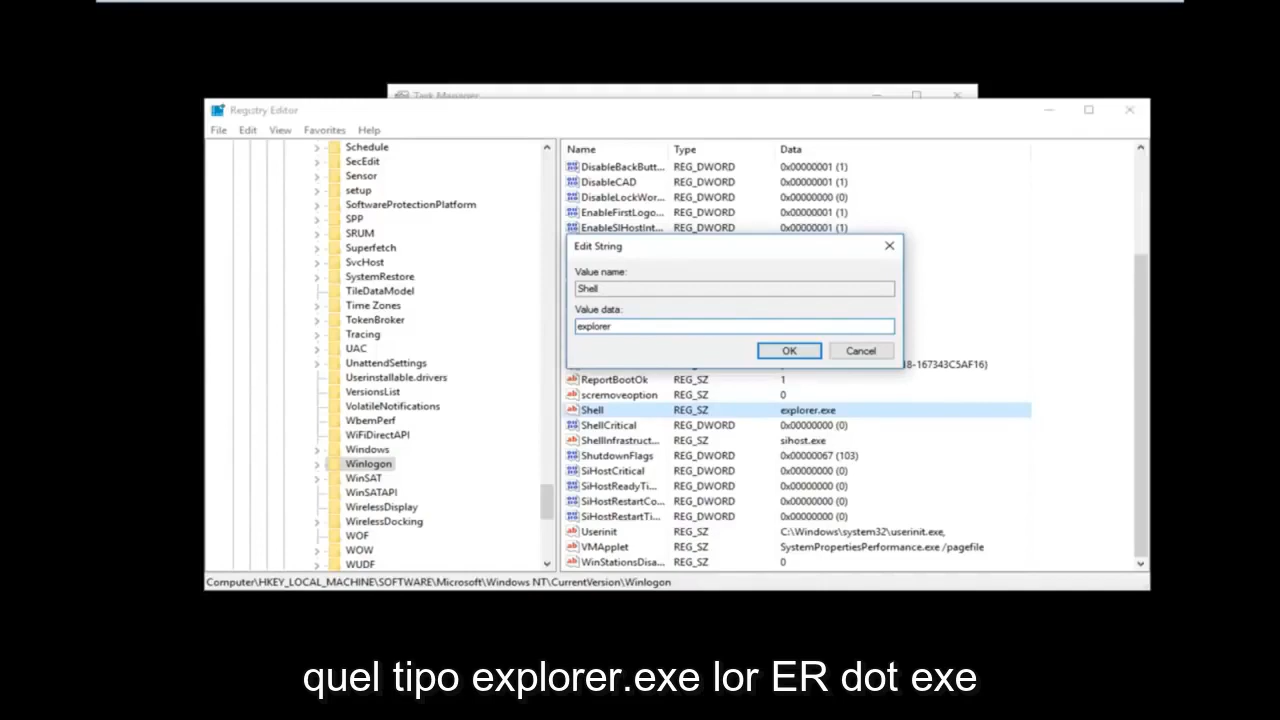 Task Manager
Registry Editor
File Edit View Favorites Help
Schedule
SecEdit
Sensor
setup
SoftwareProtectionPlatform
SPP
SRUM
Superfetch
SvcHost
SystemRestore
TileDataModel
Time Zones
TokenBroker
Tracing
UAC
UnattendSettings
Userinstallable.drivers
VersionsList
VolatileNotifications
WbemPerf
WiFiDirectAPI
Windows
Winlogon
WinSAT
WinSATAPI
WirelessDisplay
WirelessDocking
WOF
WOW
WUDF
Name Type Data
DisableBackButt... REG_DWORD 0x00000001 (1)
DisableCAD REG_DWORD 0x00000001 (1)
DisableLockWor... REG_DWORD 0x00000000 (0)
EnableFirstLogo... REG_DWORD 0x00000001 (1)
EnableSIHostInt... REG_DWORD 0x00000001 (1)
Edit String
Value name:
Shell
Value data:
explorer
OK Cancel
18-167343C5AF16)
ReportBootOk REG_SZ 1
scremoveoption REG_SZ 0
Shell REG_SZ explorer.exe
ShellCritical REG_DWORD 0x00000000 (0)
ShellInfrastruct... REG_SZ sihost.exe
ShutdownFlags REG_DWORD 0x00000067 (103)
SiHostCritical REG_DWORD 0x00000000 (0)
SiHostReadyTi... REG_DWORD 0x00000000 (0)
SiHostRestartCo... REG_DWORD 0x00000000 (0)
SiHostRestartTi... REG_DWORD 0x00000000 (0)
Userinit REG_SZ C:\Windows\system32\userinit.exe,
VMApplet REG_SZ SystemPropertiesPerformance.exe /pagefile
WinStationsDisa... REG_SZ 0
Computer\HKEY_LOCAL_MACHINE\SOFTWARE\Microsoft\Windows NT\CurrentVersion\Winlogon
quel tipo explorer.exe lor ER dot exe